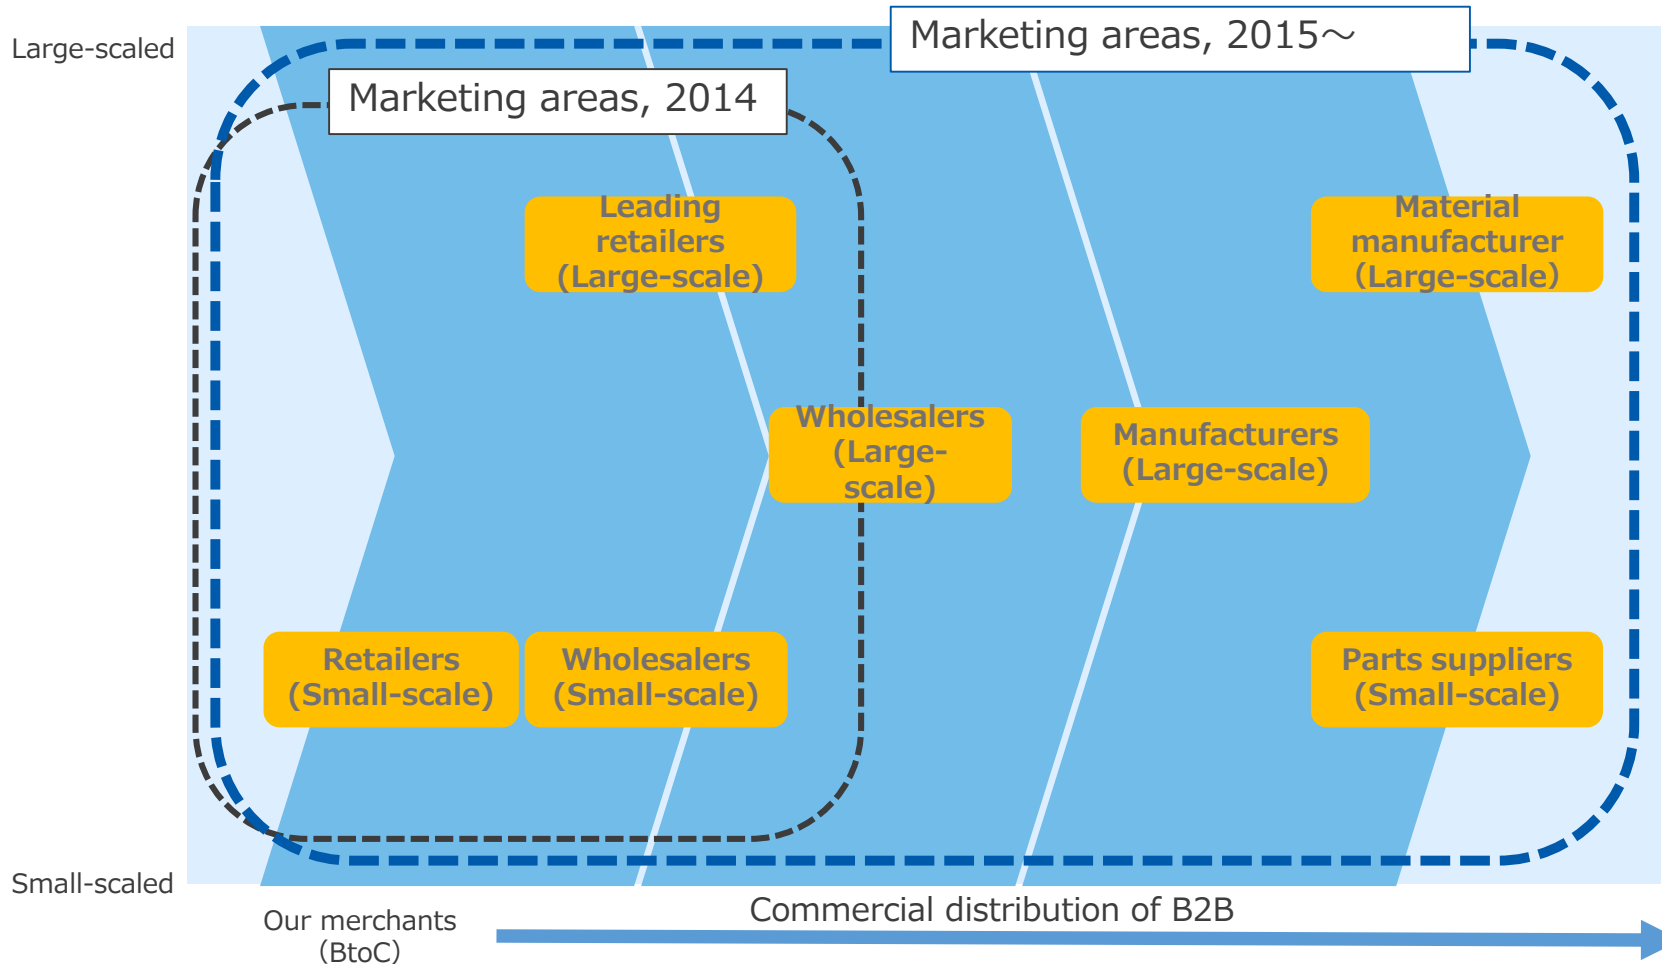 Large-scaled
Marketing areas, 2015～
Marketing areas, 2014
Leading
retailers
(Large-scale)
Material
manufacturer
（Large-scale）
Wholesalers
(Large-
scale)
Manufacturers
(Large-scale)
Retailers
(Small-scale)
Wholesalers
(Small-scale)
Parts suppliers
(Small-scale)
Small-scaled
Our merchants
（BtoC）
Commercial distribution of B2B